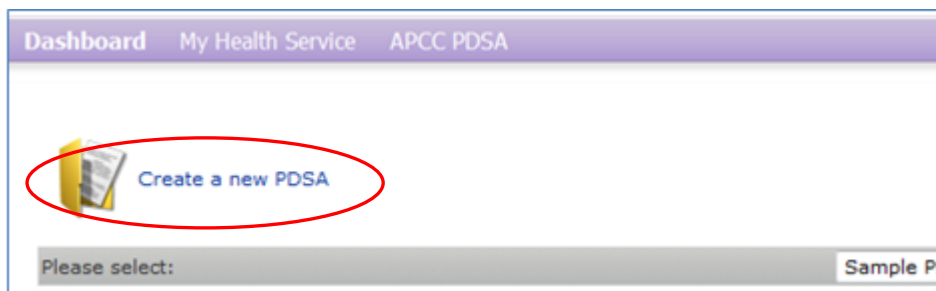 Dashboard My Health Service APCC PDSA
Create a new PDSA
Please select: Sample P